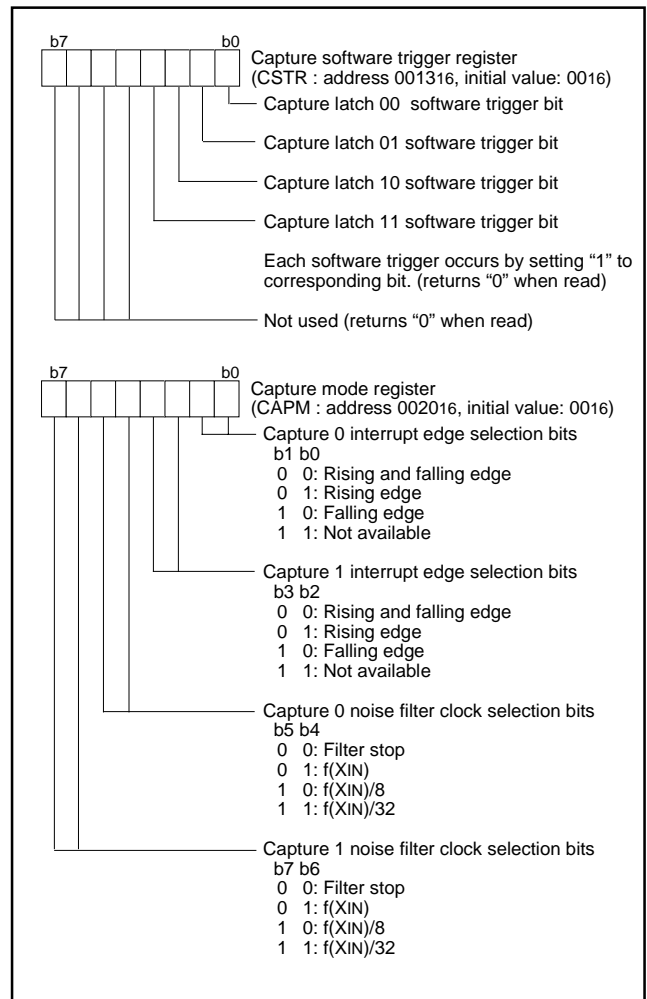 b7 b0
Capture software trigger register
(CSTR : address 001316, initial value: 0016)
Capture latch 00 software trigger bit
Capture latch 01 software trigger bit
Capture latch 10 software trigger bit
Capture latch 11 software trigger bit
Each software trigger occurs by setting “1” to
corresponding bit. (returns “0” when read)
Not used (returns “0” when read)
b7 b0
Capture mode register
(CAPM : address 002016, initial value: 0016)
Capture 0 interrupt edge selection bits
b1 b0
0 0: Rising and falling edge
0 1: Rising edge
1 0: Falling edge
1 1: Not available
Capture 1 interrupt edge selection bits
b3 b2
0 0: Rising and falling edge
0 1: Rising edge
1 0: Falling edge
1 1: Not available
Capture 0 noise filter clock selection bits
b5 b4
0 0: Filter stop
0 1: f(XIN)
1 0: f(XIN)/8
1 1: f(XIN)/32
Capture 1 noise filter clock selection bits
b7 b6
0 0: Filter stop
0 1: f(XIN)
1 0: f(XIN)/8
1 1: f(XIN)/32